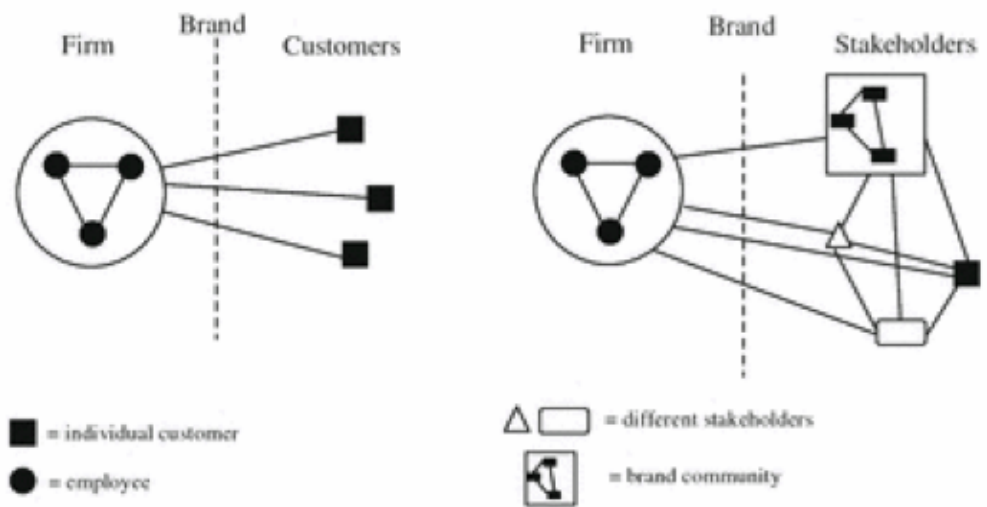 Firm
Brand
Customers
Firm
Brand
Stakeholders
= individual customer
= employee
= different stakeholders
= brand community